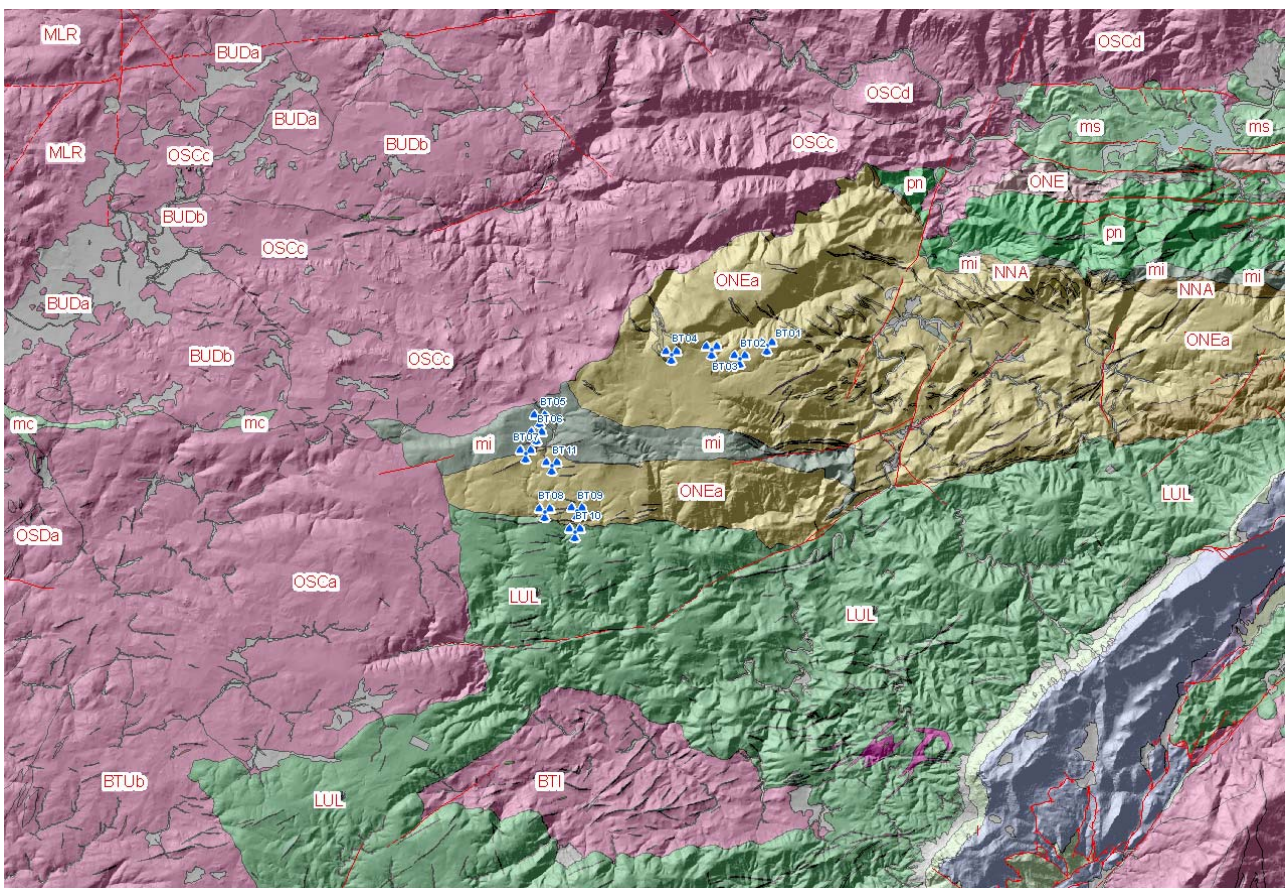 MLR
BUDa
OSCd
OSCd
BUDa
BUDb
OSCc
OSCc
ms
ms
MLR
pn
ONE
BUDb
OSCc
pn
mi
NNA
mi
mi
NNA
ONEa
BUDa
BT01
BT04
BT02
BT03
ONEa
BUDb
OSCc
BT05
BT06
mc
mc
BT07
mi
mi
BT11
LUL
ONEa
BT08
BT09
BT10
OSDa
OSCa
LUL
LUL
BTUb
BTI
LUL